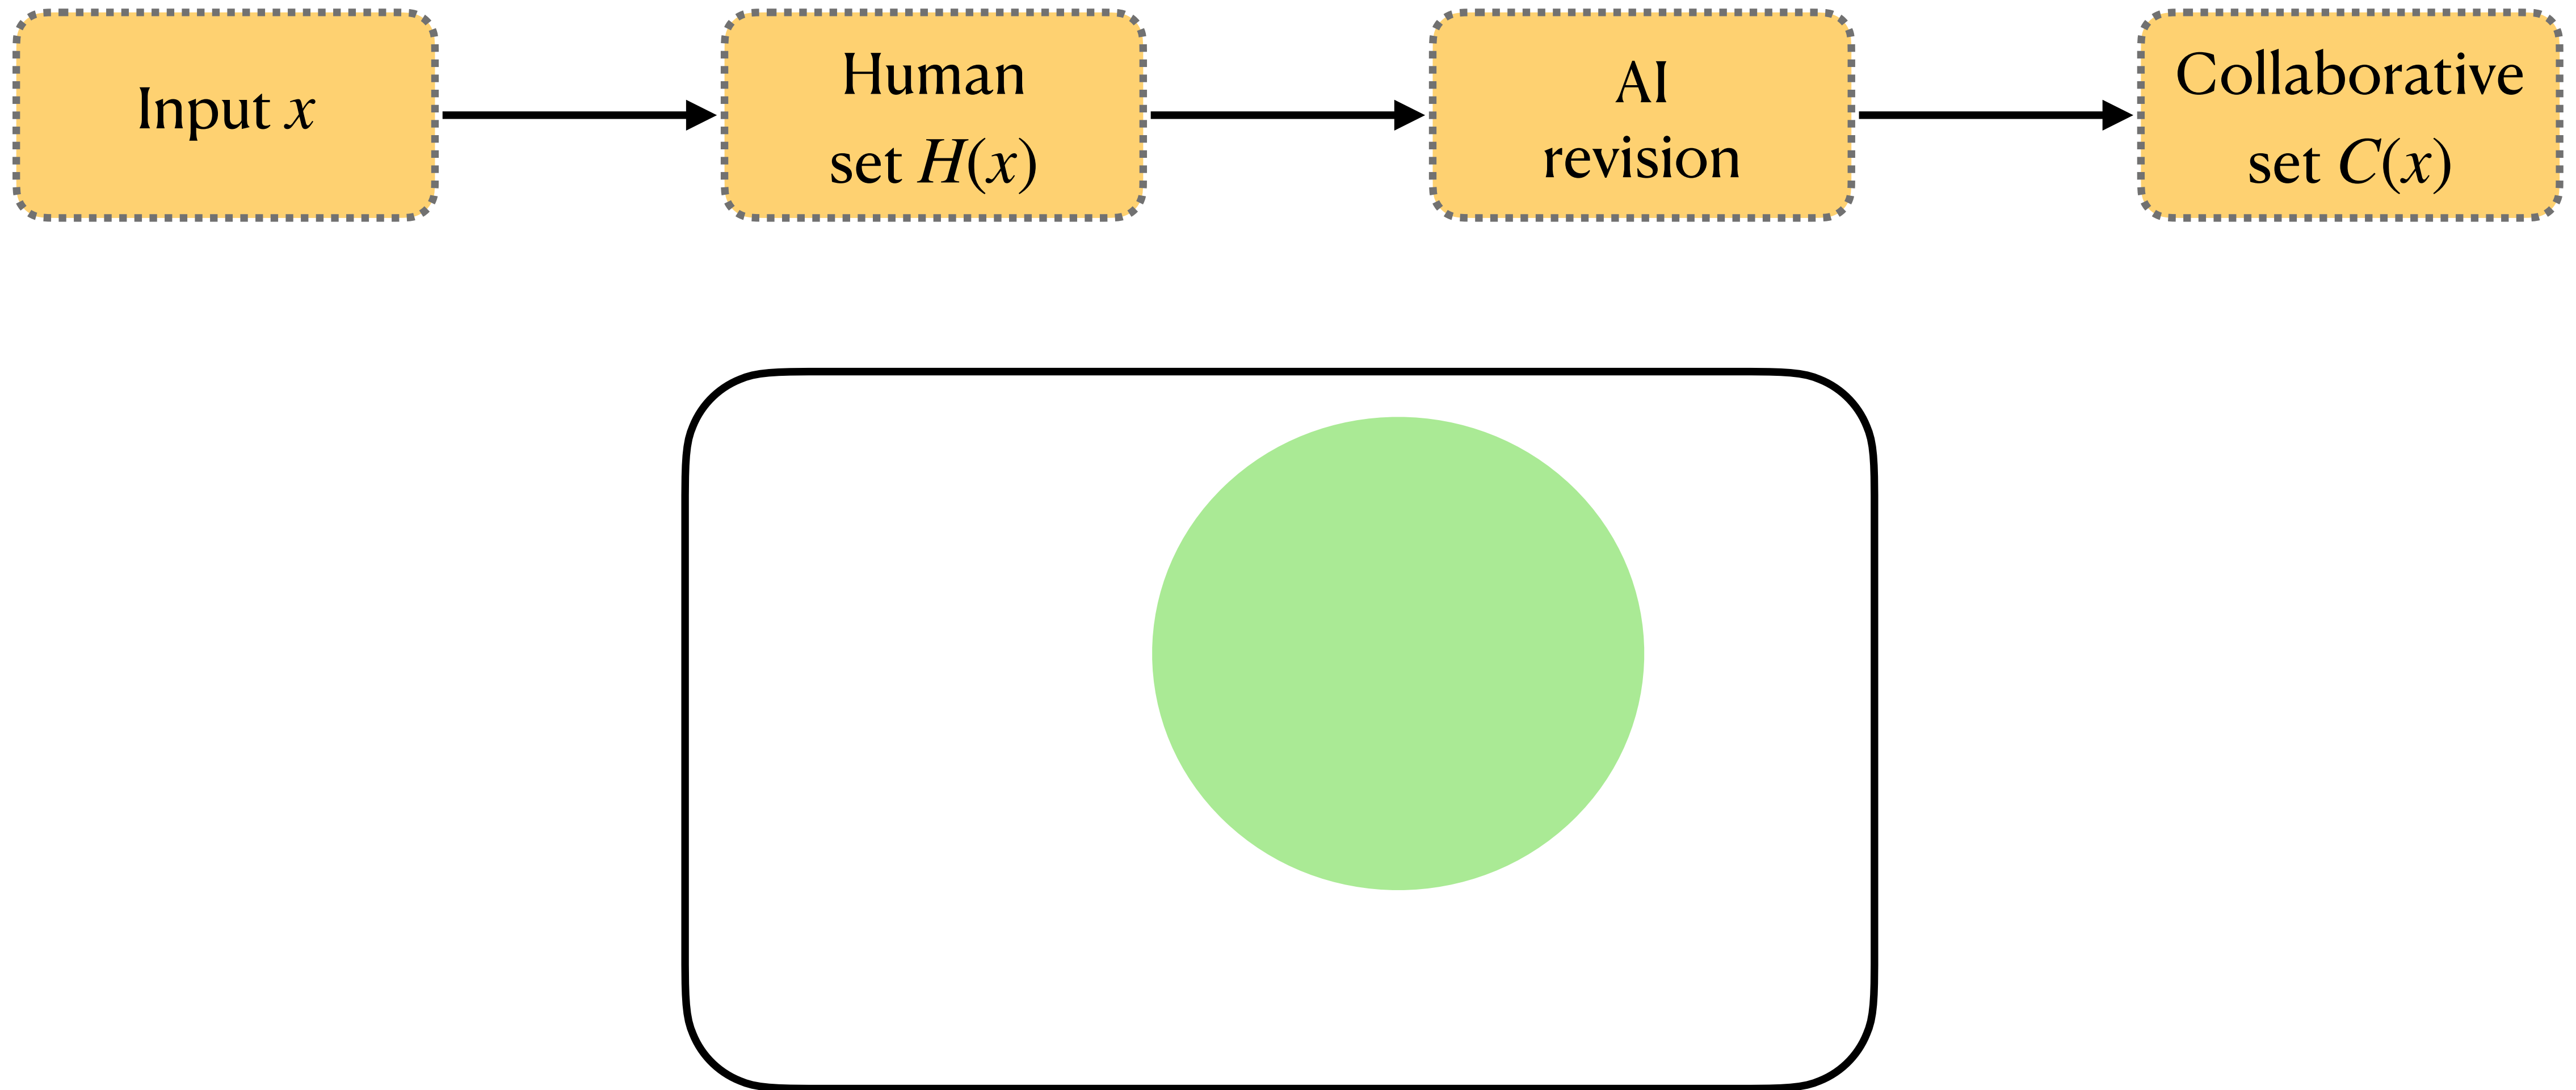 Input x
Human
set H(x)
AI
revision
Collaborative
set C(x)